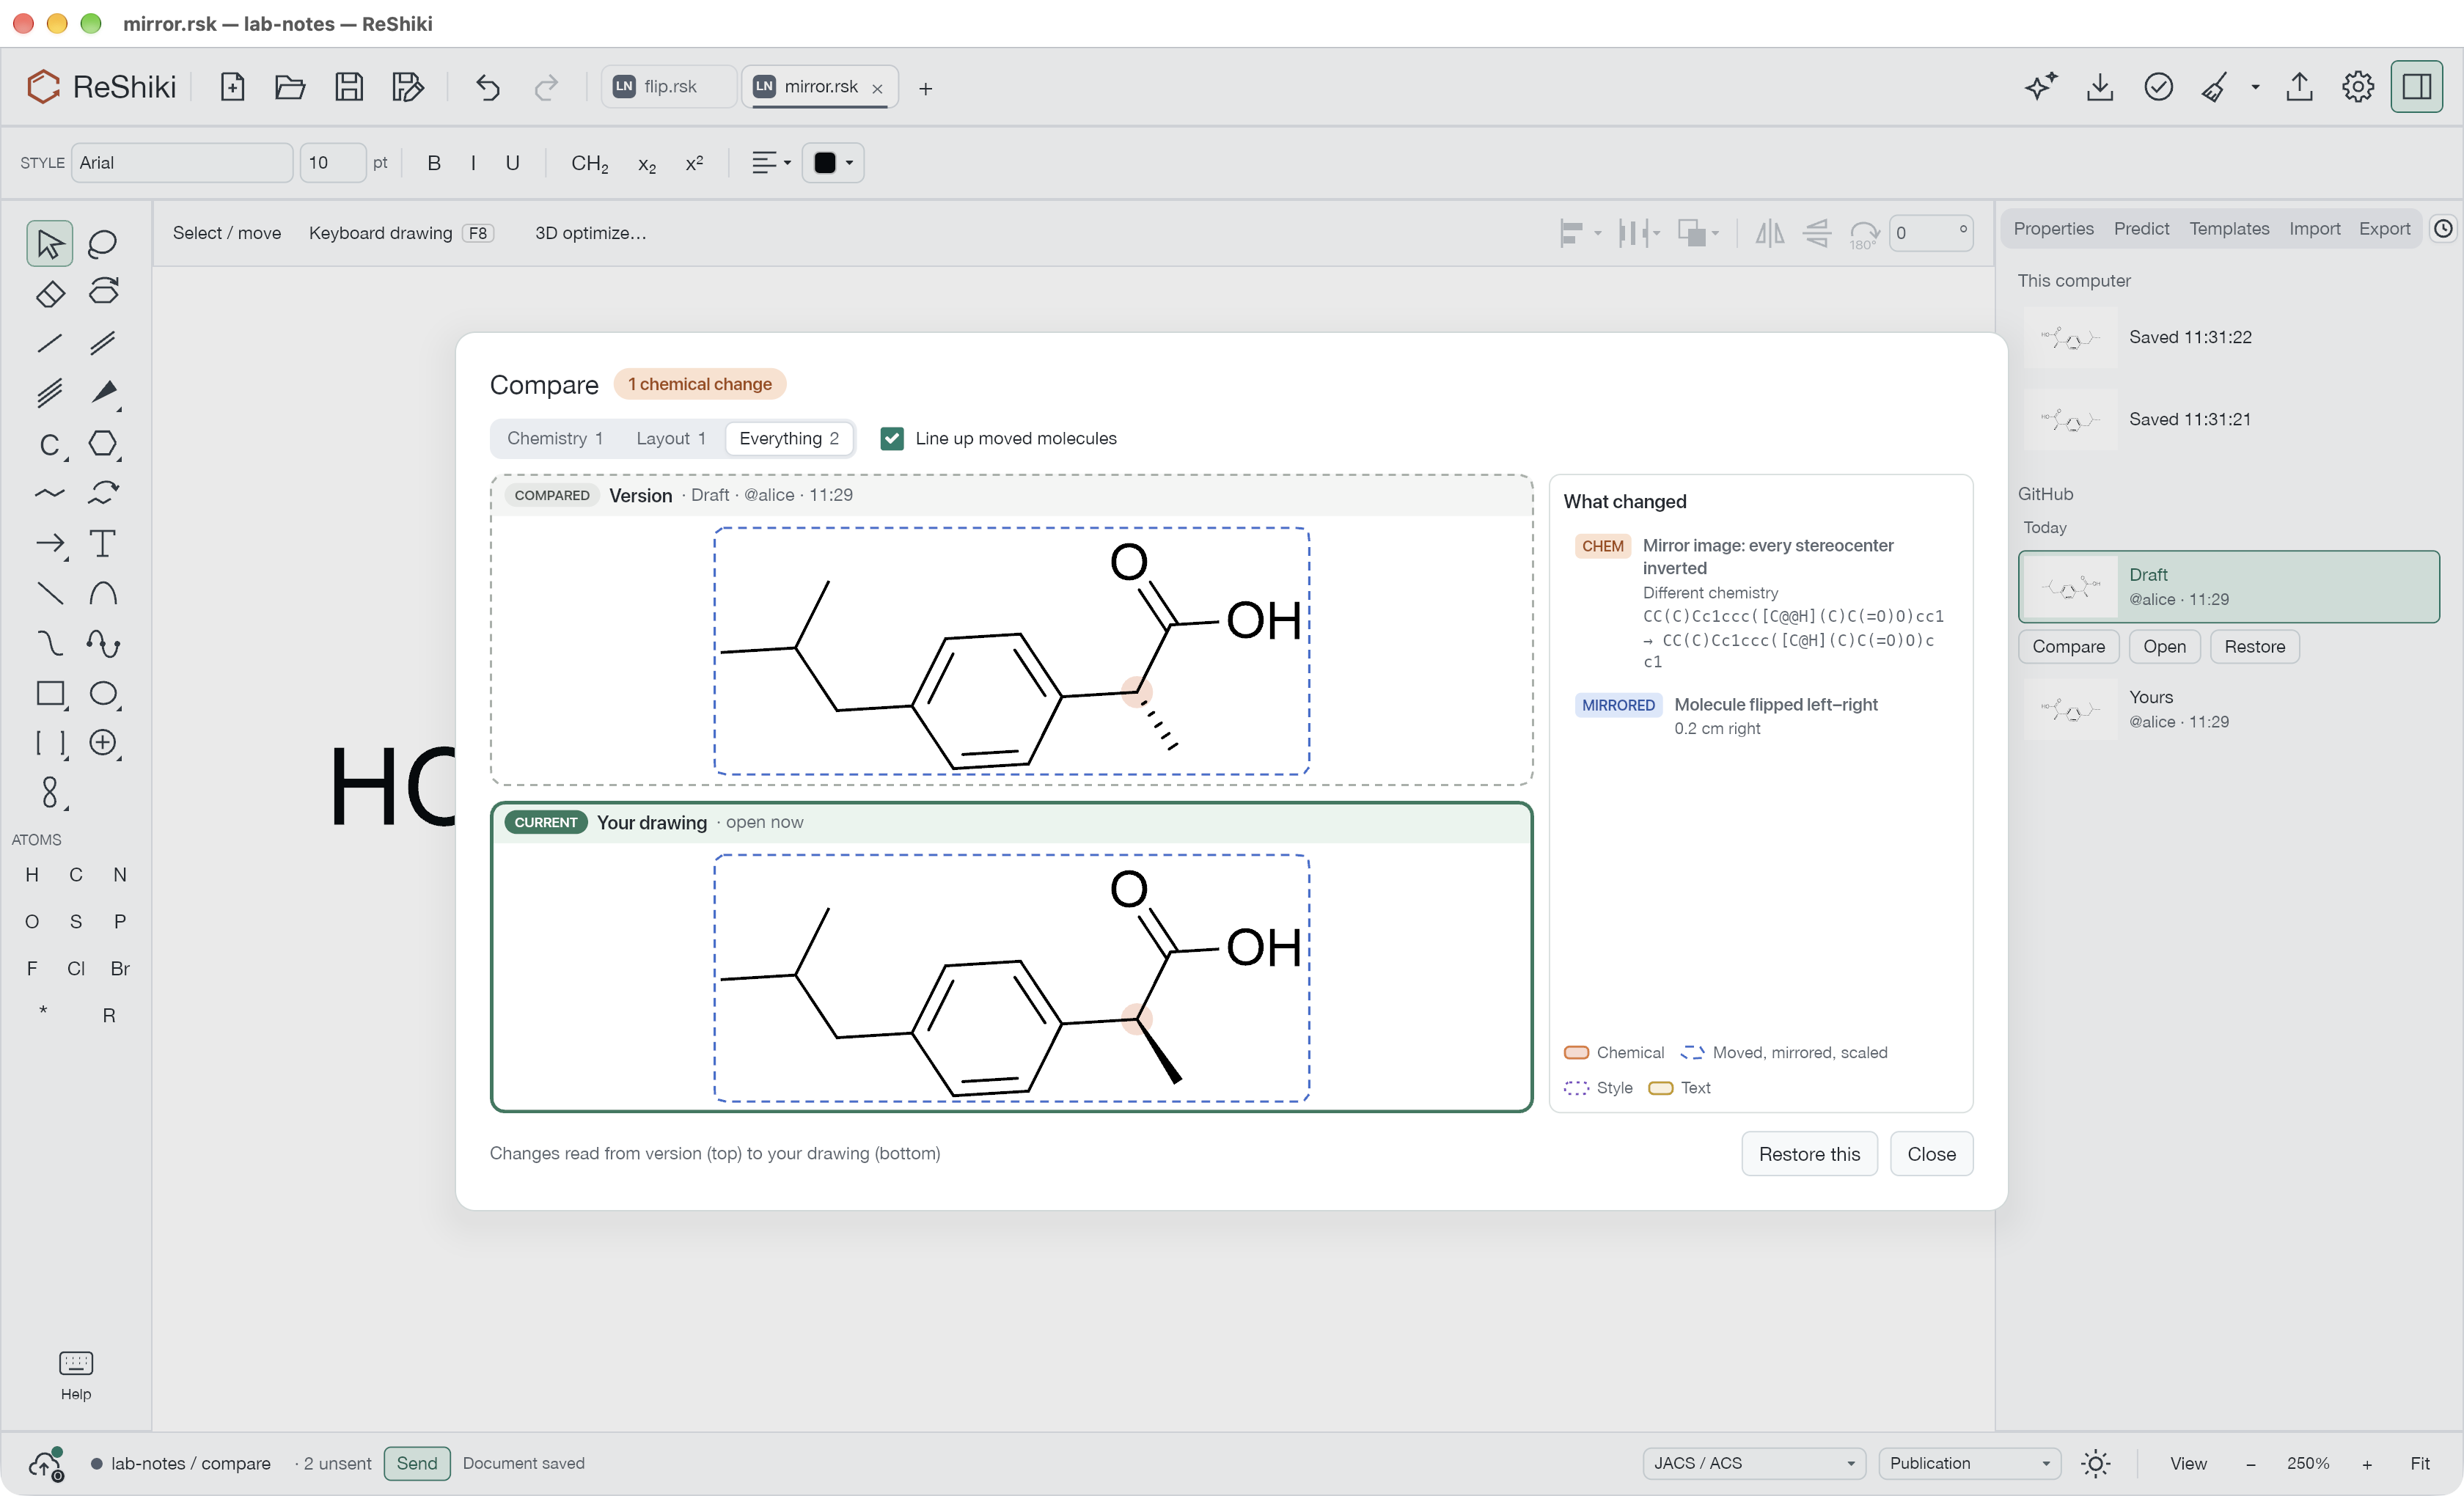 mirror.rsk — lab-notes — ReShiki
ReShiki
LN flip.rsk
LN mirror.rsk ×
+
STYLE Arial 10 pt B I U CH₂ x₂ x²
Select / move Keyboard drawing F8 3D optimize…
180° 0 °
Properties Predict Templates Import Export
This computer
Saved 11:31:22
Saved 11:31:21
GitHub
Today
Draft
@alice · 11:29
Compare Open Restore
Yours
@alice · 11:29
C
T
ATOMS
H C N
O S P
F Cl Br
* R
Help
HO
Compare 1 chemical change
Chemistry 1 Layout 1 Everything 2 Line up moved molecules
COMPARED Version · Draft · @alice · 11:29
O
OH
CURRENT Your drawing · open now
O
OH
What changed
CHEM Mirror image: every stereocenter
inverted
Different chemistry
CC(C)Cc1ccc([C@@H](C)C(=O)O)cc1
→ CC(C)Cc1ccc([C@H](C)C(=O)O)c
c1
MIRRORED Molecule flipped left–right
0.2 cm right
Chemical Moved, mirrored, scaled
Style Text
Changes read from version (top) to your drawing (bottom)
Restore this Close
lab-notes / compare · 2 unsent Send Document saved
JACS / ACS Publication View − 250% + Fit